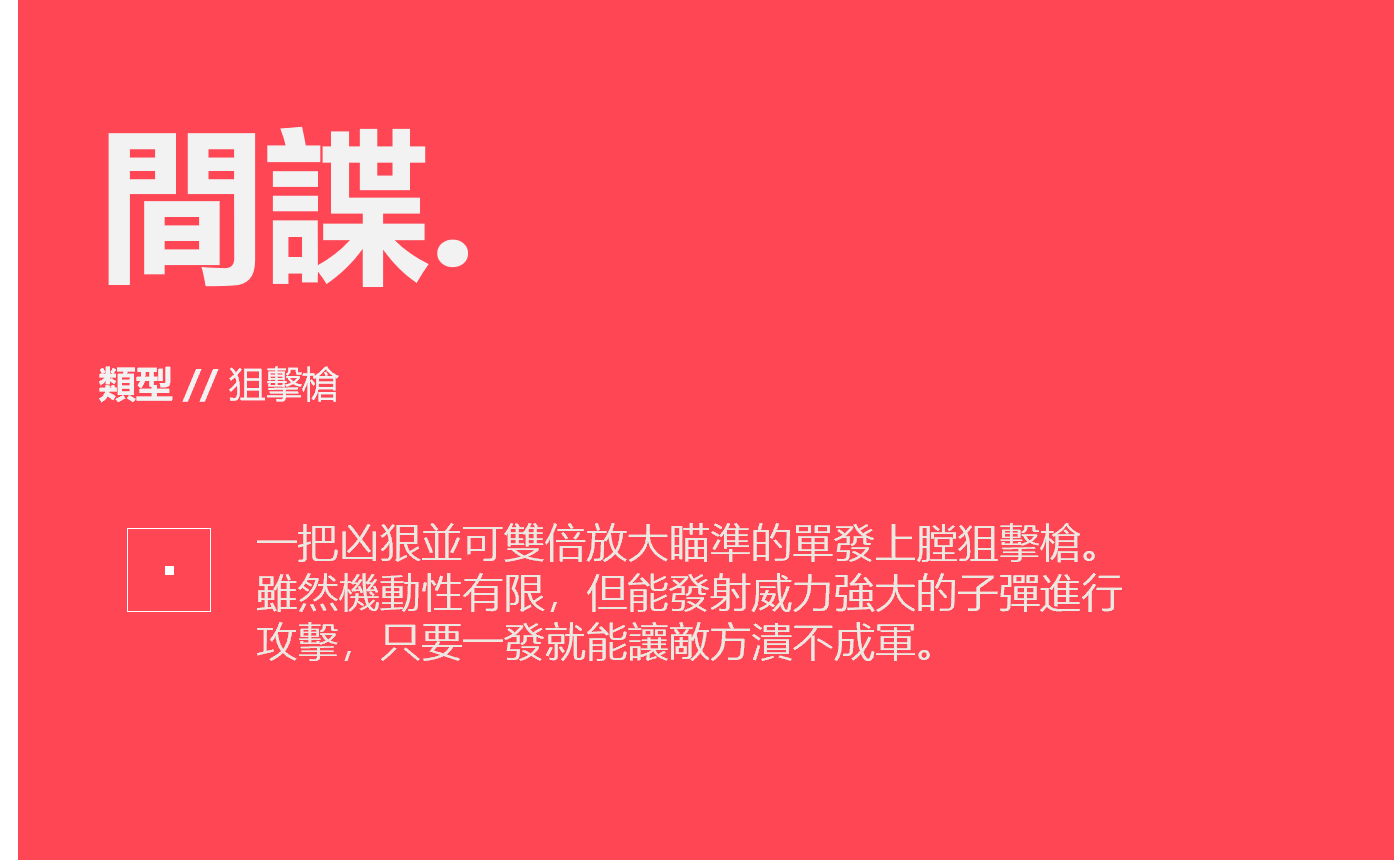 間諜.
類型 // 狙擊槍
一把凶狠並可雙倍放大瞄準的單發上膛狙擊槍。
雖然機動性有限，但能發射威力強大的子彈進行
攻擊，只要一發就能讓敵方潰不成軍。